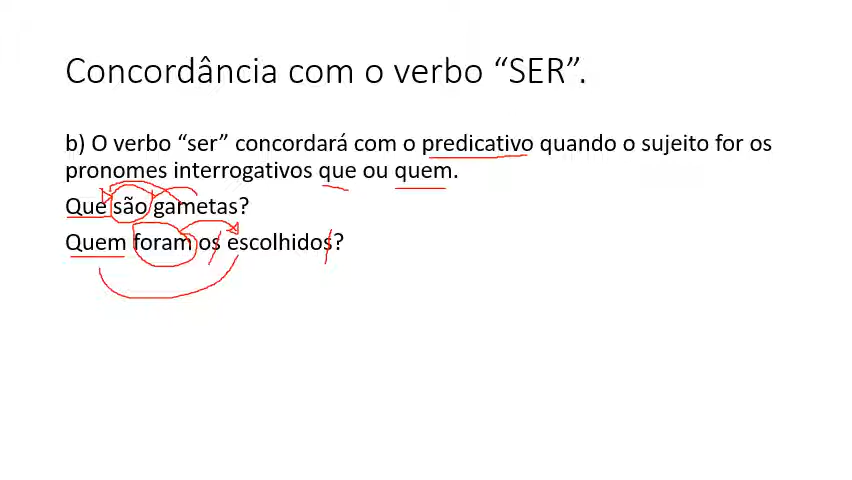 Concordância com o verbo “SER”.
b) O verbo “ser” concordará com o predicativo quando o sujeito for os
pronomes interrogativos que ou quem.
Que são gametas?
Quem foram os escolhidos?